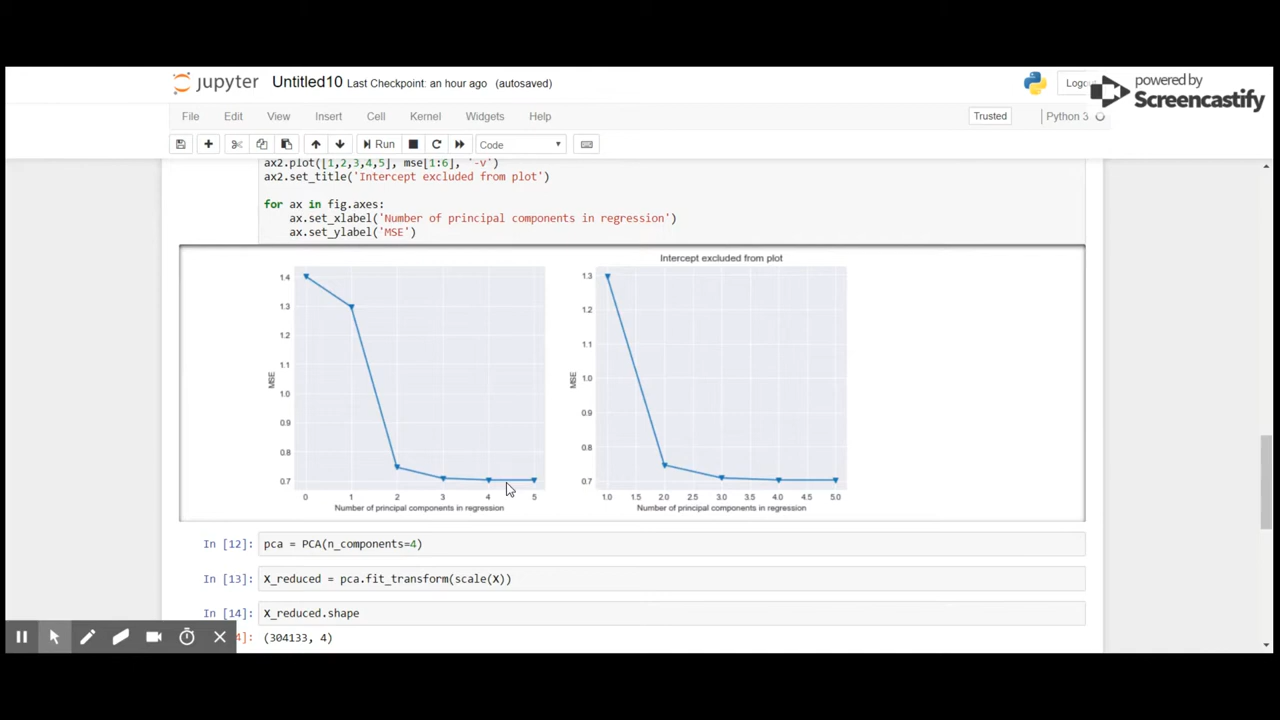 powered by
Screencastify
jupyter Untitled10 Last Checkpoint: an hour ago (autosaved)
File Edit View Insert Cell Kernel Widgets Help
Trusted
Python 3
Run
Code
ax2.plot([1,2,3,4,5], mse[1:6], '-v')
ax2.set_title('Intercept excluded from plot')
for ax in fig.axes:
ax.set_xlabel('Number of principal components in regression')
ax.set_ylabel('MSE')
1.4
1.3
1.2
1.1
1.0
0.9
0.8
0.7
MSE
0 1 2 3 4 5
Number of principal components in regression
Intercept excluded from plot
1.3
1.2
1.1
1.0
0.9
0.8
0.7
MSE
1.0 1.5 2.0 2.5 3.0 3.5 4.0 4.5 5.0
Number of principal components in regression
In [12]: pca = PCA(n_components=4)
In [13]: X_reduced = pca.fit_transform(scale(X))
In [14]: X_reduced.shape
4]: (304133, 4)